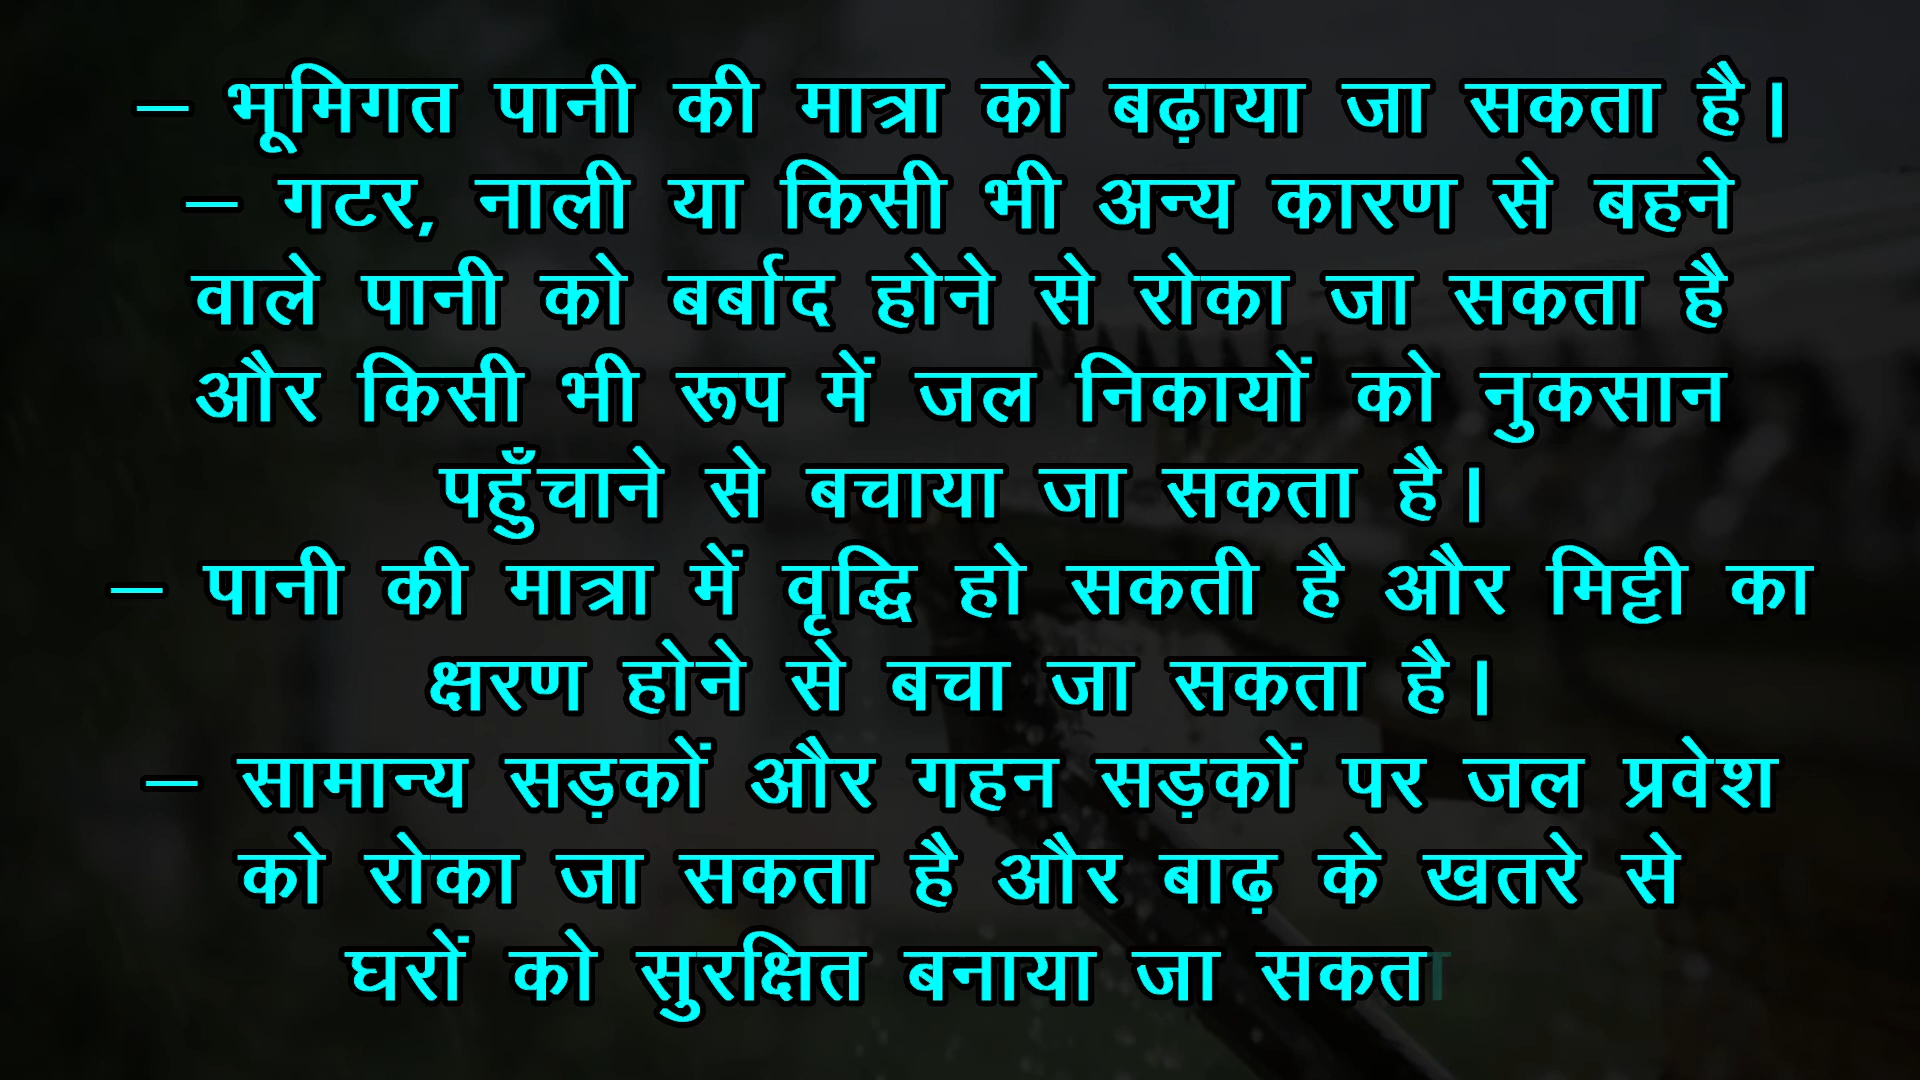 – भूमिगत पानी की मात्रा को बढ़ाया जा सकता है।
– गटर, नाली या किसी भी अन्य कारण से बहने
वाले पानी को बर्बाद होने से रोका जा सकता है
और किसी भी रूप में जल निकायों को नुकसान
पहुँचाने से बचाया जा सकता है।
– पानी की मात्रा में वृद्धि हो सकती है और मिट्टी का
क्षरण होने से बचा जा सकता है।
– सामान्य सड़कों और गहन सड़कों पर जल प्रवेश
को रोका जा सकता है और बाढ़ के खतरे से
घरों को सुरक्षित बनाया जा सकता